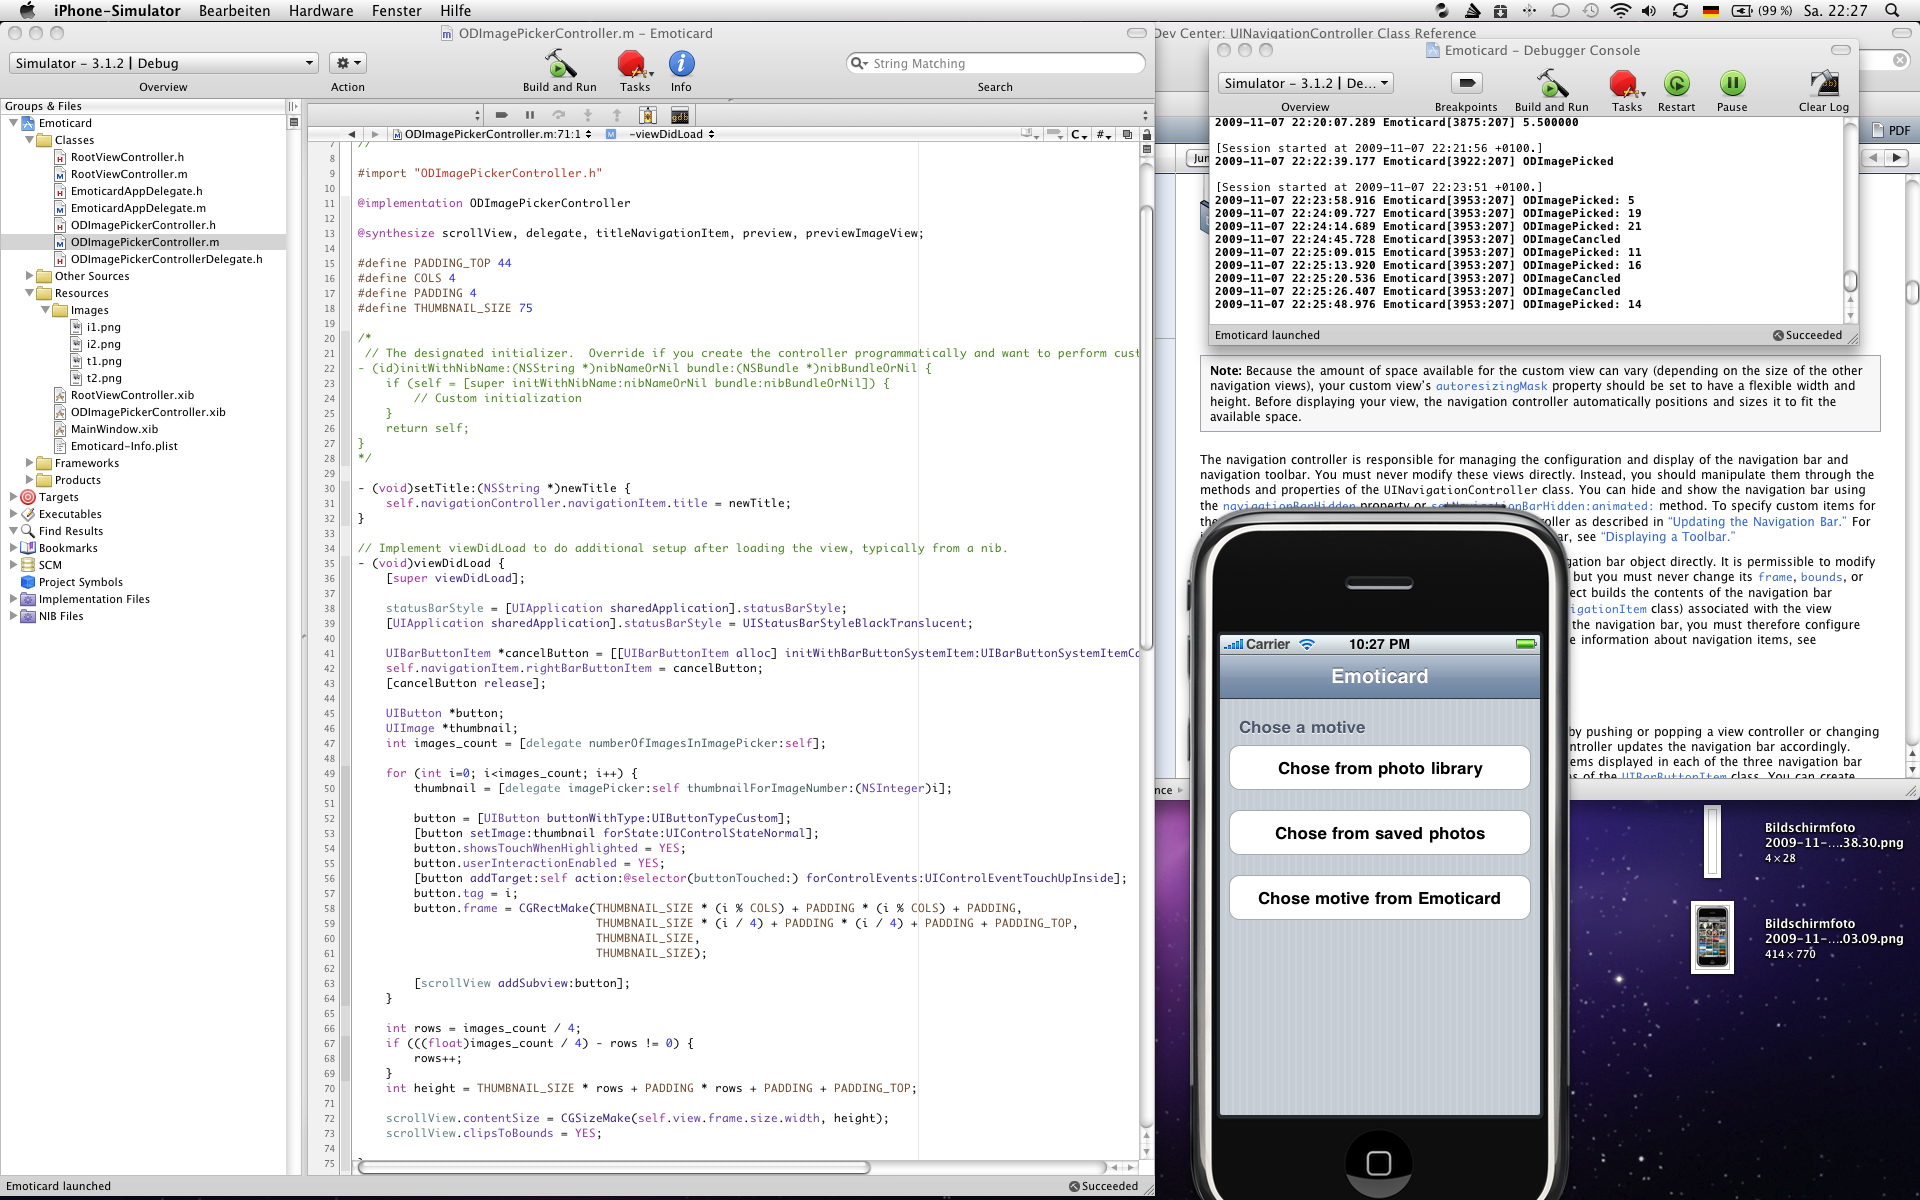 iPhone-Simulator Bearbeiten Hardware Fenster Hilfe
(99 %) Sa. 22:27
ODImagePickerController.m – Emoticard
Simulator – 3.1.2 | Debug
Overview
Action
Build and Run
Tasks
Info
String Matching
Search
Groups & Files
Emoticard
Classes
RootViewController.h
RootViewController.m
EmoticardAppDelegate.h
EmoticardAppDelegate.m
ODImagePickerController.h
ODImagePickerController.m
ODImagePickerControllerDelegate.h
Other Sources
Resources
Images
i1.png
i2.png
t1.png
t2.png
RootViewController.xib
ODImagePickerController.xib
MainWindow.xib
Emoticard-Info.plist
Frameworks
Products
Targets
Executables
Find Results
Bookmarks
SCM
Project Symbols
Implementation Files
NIB Files
Emoticard launched
gdb
ODImagePickerController.m:71:1 -viewDidLoad C #
7 //
8
9 #import "ODImagePickerController.h"
10
11 @implementation ODImagePickerController
12
13 @synthesize scrollView, delegate, titleNavigationItem, preview, previewImageView;
14
15 #define PADDING_TOP 44
16 #define COLS 4
17 #define PADDING 4
18 #define THUMBNAIL_SIZE 75
19
20 /*
21 // The designated initializer.  Override if you create the controller programmatically and want to perform cust
22 - (id)initWithNibName:(NSString *)nibNameOrNil bundle:(NSBundle *)nibBundleOrNil {
23 if (self = [super initWithNibName:nibNameOrNil bundle:nibBundleOrNil]) {
24 // Custom initialization
25 }
26 return self;
27 }
28 */
29
30 - (void)setTitle:(NSString *)newTitle {
31 self.navigationController.navigationItem.title = newTitle;
32 }
33
34 // Implement viewDidLoad to do additional setup after loading the view, typically from a nib.
35 - (void)viewDidLoad {
36 [super viewDidLoad];
37
38 statusBarStyle = [UIApplication sharedApplication].statusBarStyle;
39 [UIApplication sharedApplication].statusBarStyle = UIStatusBarStyleBlackTranslucent;
40
41 UIBarButtonItem *cancelButton = [[UIBarButtonItem alloc] initWithBarButtonSystemItem:UIBarButtonSystemItemCa
42 self.navigationItem.rightBarButtonItem = cancelButton;
43 [cancelButton release];
44
45 UIButton *button;
46 UIImage *thumbnail;
47 int images_count = [delegate numberOfImagesInImagePicker:self];
48
49 for (int i=0; i<images_count; i++) {
50 thumbnail = [delegate imagePicker:self thumbnailForImageNumber:(NSInteger)i];
51
52 button = [UIButton buttonWithType:UIButtonTypeCustom];
53 [button setImage:thumbnail forState:UIControlStateNormal];
54 button.showsTouchWhenHighlighted = YES;
55 button.userInteractionEnabled = YES;
56 [button addTarget:self action:@selector(buttonTouched:) forControlEvents:UIControlEventTouchUpInside];
57 button.tag = i;
58 button.frame = CGRectMake(THUMBNAIL_SIZE * (i % COLS) + PADDING * (i % COLS) + PADDING,
59 THUMBNAIL_SIZE * (i / 4) + PADDING * (i / 4) + PADDING + PADDING_TOP,
60 THUMBNAIL_SIZE,
61 THUMBNAIL_SIZE);
62
63 [scrollView addSubview:button];
64 }
65
66 int rows = images_count / 4;
67 if (((float)images_count / 4) - rows != 0) {
68 rows++;
69 }
70 int height = THUMBNAIL_SIZE * rows + PADDING * rows + PADDING + PADDING_TOP;
71
72 scrollView.contentSize = CGSizeMake(self.view.frame.size.width, height);
73 scrollView.clipsToBounds = YES;
74
75
Succeeded
Dev Center: UINavigationController Class Reference
Emoticard – Debugger Console
Simulator – 3.1.2 | De...
Overview
Breakpoints
Build and Run
Tasks
Restart
Pause
Clear Log
2009-11-07 22:20:07.289 Emoticard[3875:207] 5.500000
[Session started at 2009-11-07 22:21:56 +0100.]
2009-11-07 22:22:39.177 Emoticard[3922:207] ODImagePicked
[Session started at 2009-11-07 22:23:51 +0100.]
2009-11-07 22:23:58.916 Emoticard[3953:207] ODImagePicked: 5
2009-11-07 22:24:09.727 Emoticard[3953:207] ODImagePicked: 19
2009-11-07 22:24:14.689 Emoticard[3953:207] ODImagePicked: 21
2009-11-07 22:24:45.728 Emoticard[3953:207] ODImageCancled
2009-11-07 22:25:09.015 Emoticard[3953:207] ODImagePicked: 11
2009-11-07 22:25:13.920 Emoticard[3953:207] ODImagePicked: 16
2009-11-07 22:25:20.536 Emoticard[3953:207] ODImageCancled
2009-11-07 22:25:26.407 Emoticard[3953:207] ODImageCancled
2009-11-07 22:25:48.976 Emoticard[3953:207] ODImagePicked: 14
Emoticard launched
Succeeded
PDF
Jun
Note: Because the amount of space available for the custom view can vary (depending on the size of the other
navigation views), your custom view's autoresizingMask property should be set to have a flexible width and
height. Before displaying your view, the navigation controller automatically positions and sizes it to fit the
available space.
The navigation controller is responsible for managing the configuration and display of the navigation bar and
navigation toolbar. You must never modify these views directly. Instead, you should manipulate them through the
methods and properties of the UINavigationController class. You can hide and show the navigation bar using
the navigationBarHidden property or setNavigationBarHidden:animated: method. To specify custom items for
the oller as described in “Updating the Navigation Bar.” For
ar, see “Displaying a Toolbar.”
igation bar object directly. It is permissible to modify
but you must never change its frame, bounds, or
ect builds the contents of the navigation bar
igationItem class) associated with the view
the navigation bar, you must therefore configure
e information about navigation items, see
by pushing or popping a view controller or changing
ntroller updates the navigation bar accordingly.
ems displayed in each of the three navigation bar
s of the UIBarButtonItem class. You can create
nce
Carrier 10:27 PM
Emoticard
Chose a motive
Chose from photo library
Chose from saved photos
Chose motive from Emoticard
Bildschirmfoto
2009-11-....38.30.png
4 × 28
Bildschirmfoto
2009-11-....03.09.png
414 × 770